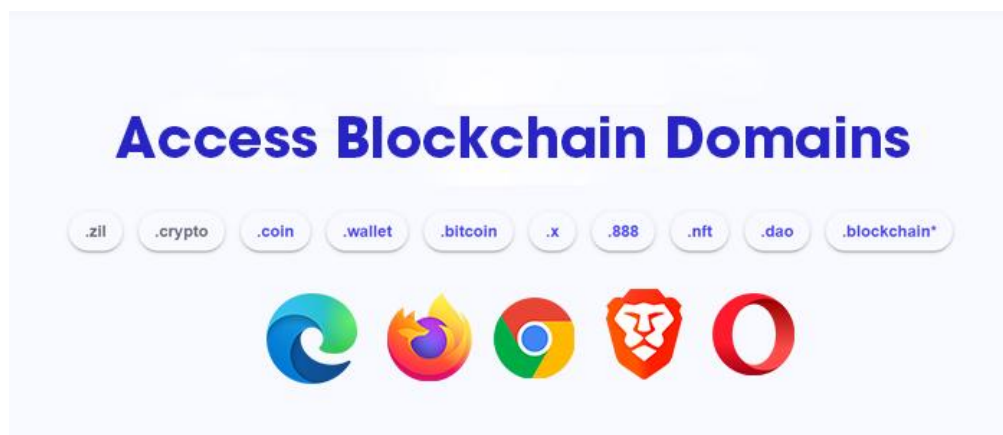 Access Blockchain Domains
.zil .crypto .coin .wallet .bitcoin .x .888 .nft .dao .blockchain*